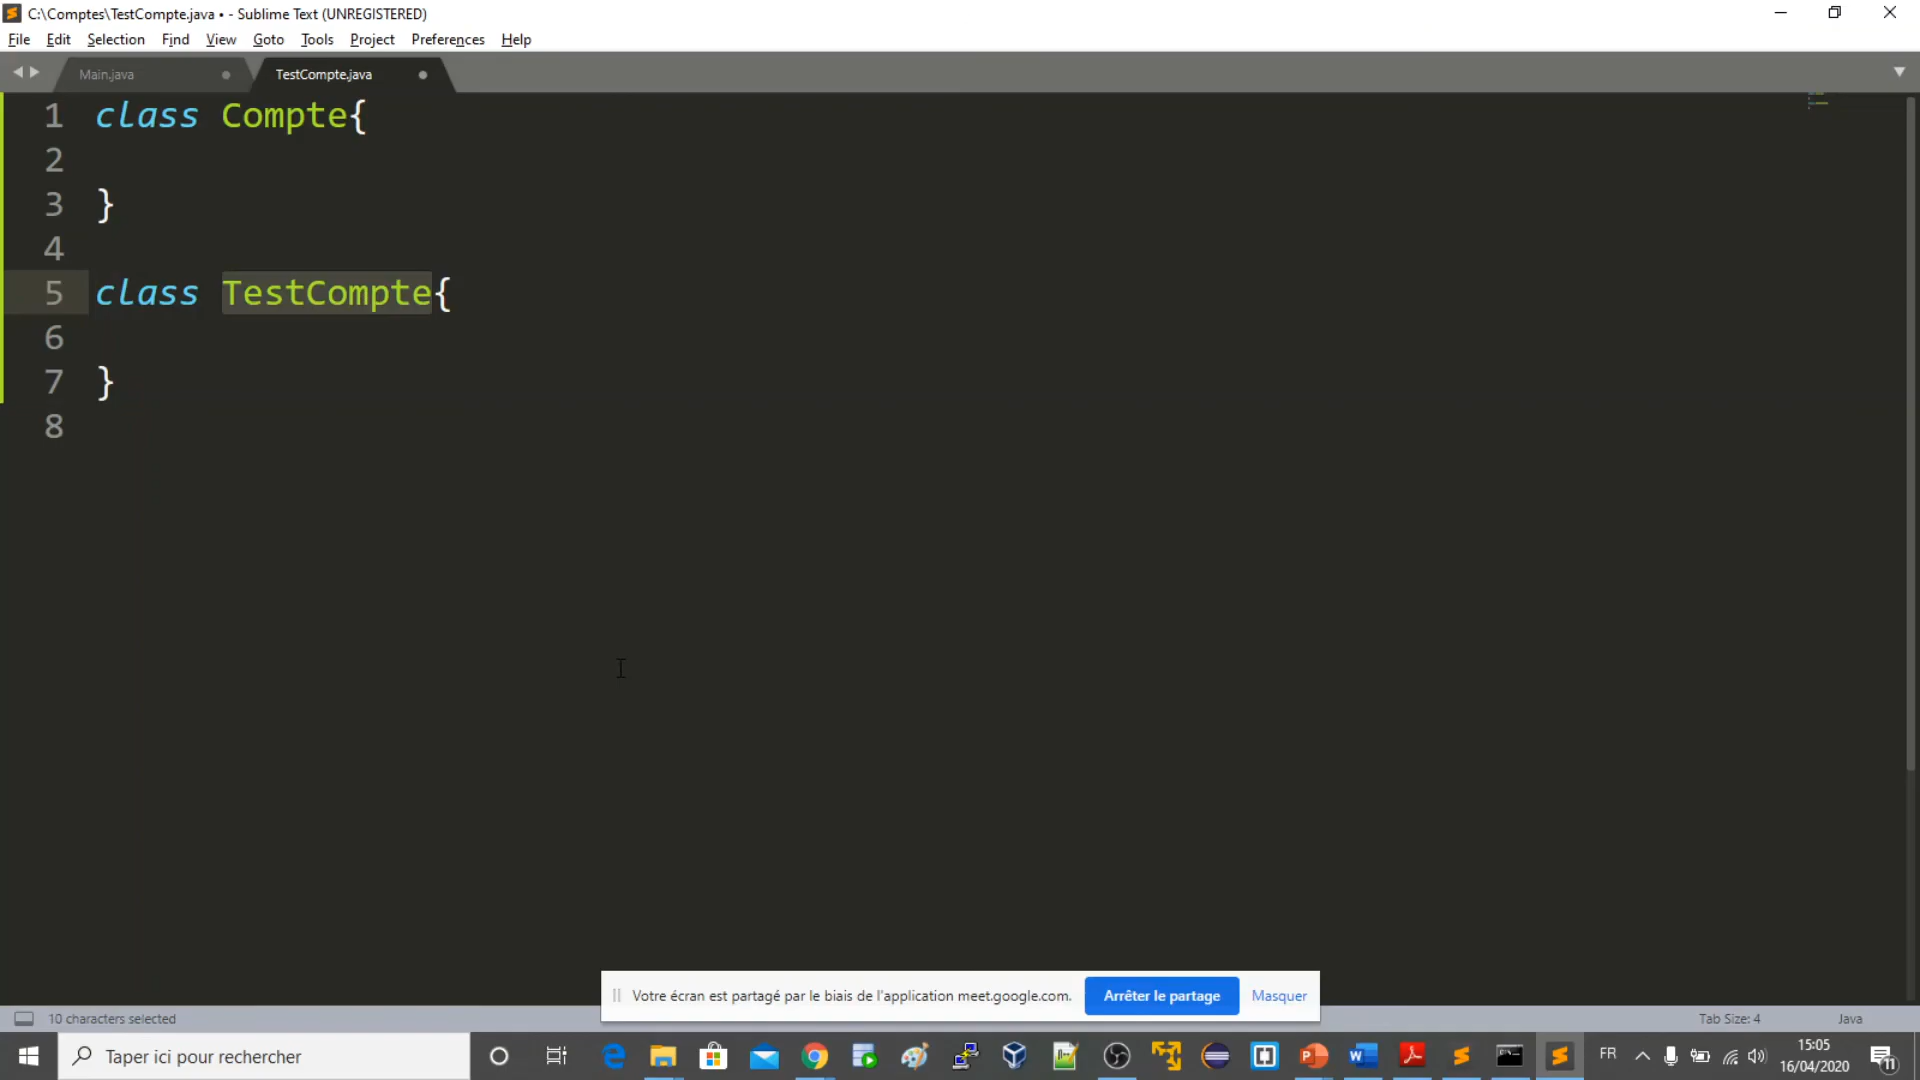 C:\Comptes\TestCompte.java • - Sublime Text (UNREGISTERED)
File Edit Selection Find View Goto Tools Project Preferences Help
Main.java TestCompte.java
1 class Compte{
2
3 }
4
5 class TestCompte{
6
7 }
8
Votre écran est partagé par le biais de l'application meet.google.com. Arrêter le partage Masquer
10 characters selected Tab Size: 4 Java
Taper ici pour rechercher FR 15:05
16/04/2020 11